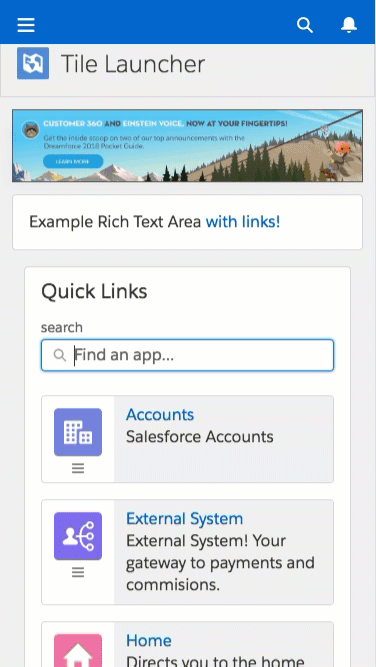 Tile Launcher
CUSTOMER 360 AND EINSTEIN VOICE, NOW AT YOUR FINGERTIPS!
Get the inside scoop on two of our top announcements with the
Dreamforce 2018 Pocket Guide.
LEARN MORE
Example Rich Text Area with links!
Quick Links
search
Find an app...
Accounts
Salesforce Accounts
External System
External System! Your
gateway to payments and
commisions.
Home
Directs you to the home